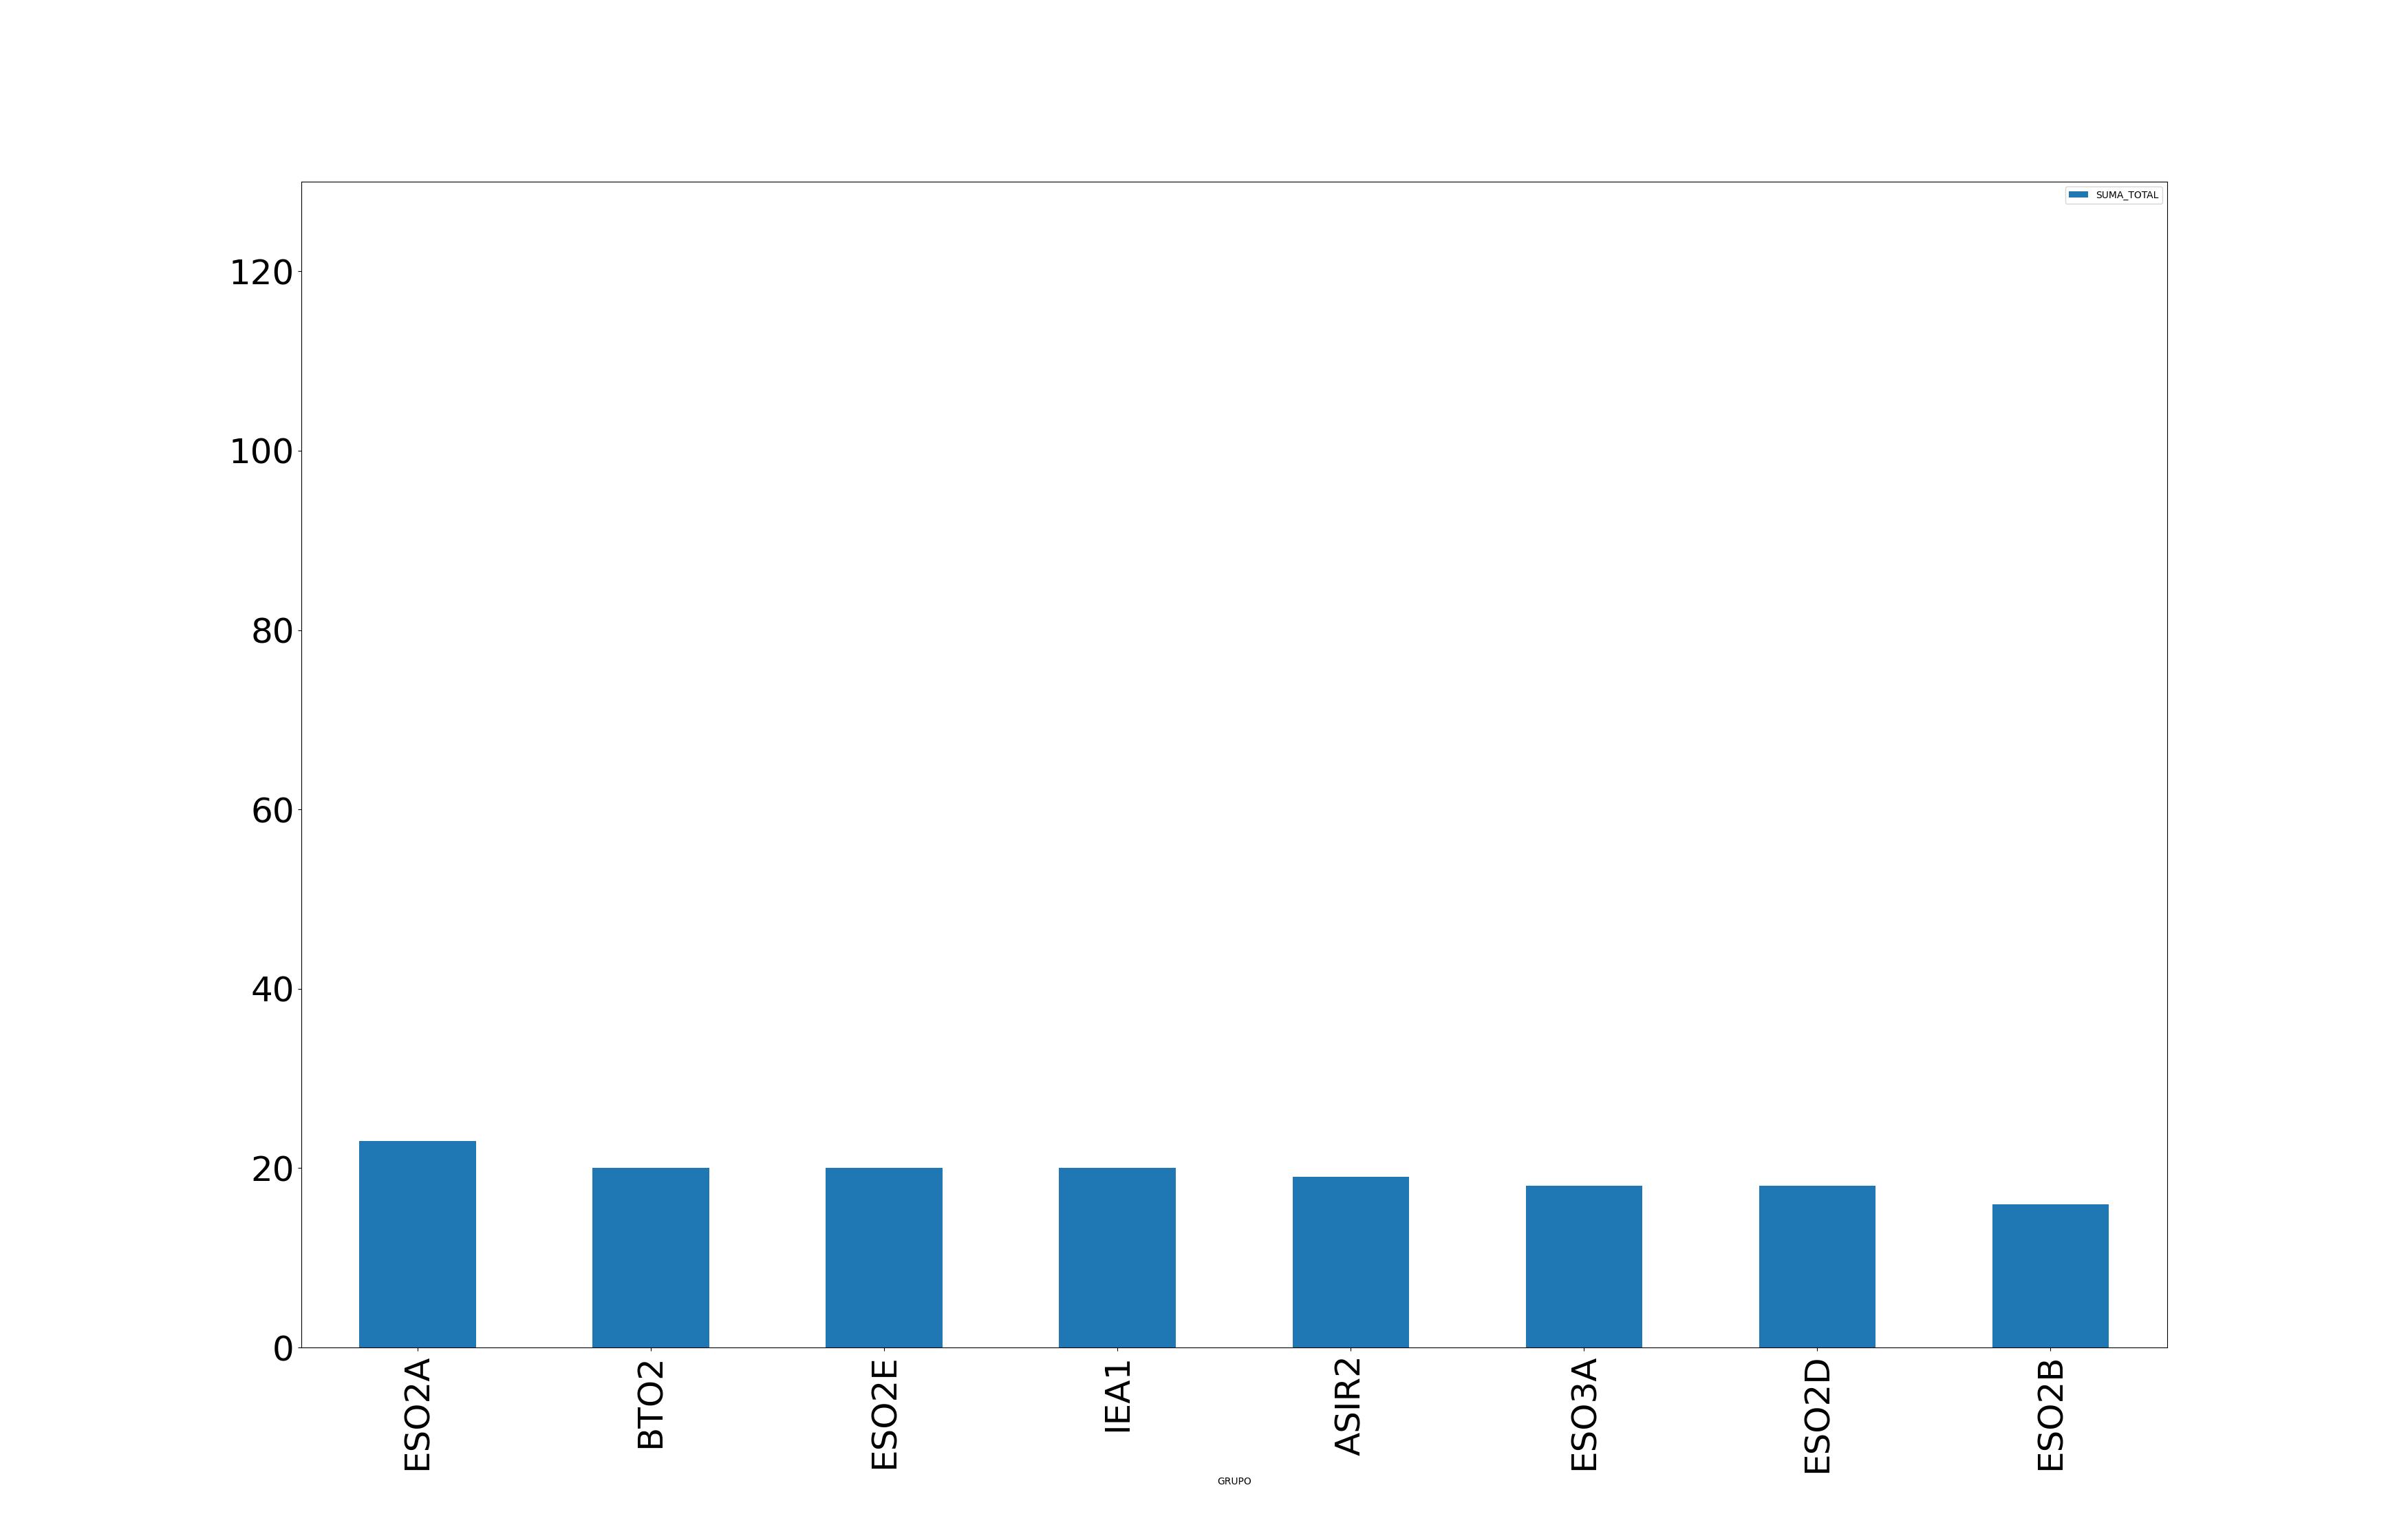 SUMA_TOTAL
120
100
80
60
40
20
0
ESO2A
BTO2
ESO2E
IEA1
ASIR2
ESO3A
ESO2D
ESO2B
GRUPO